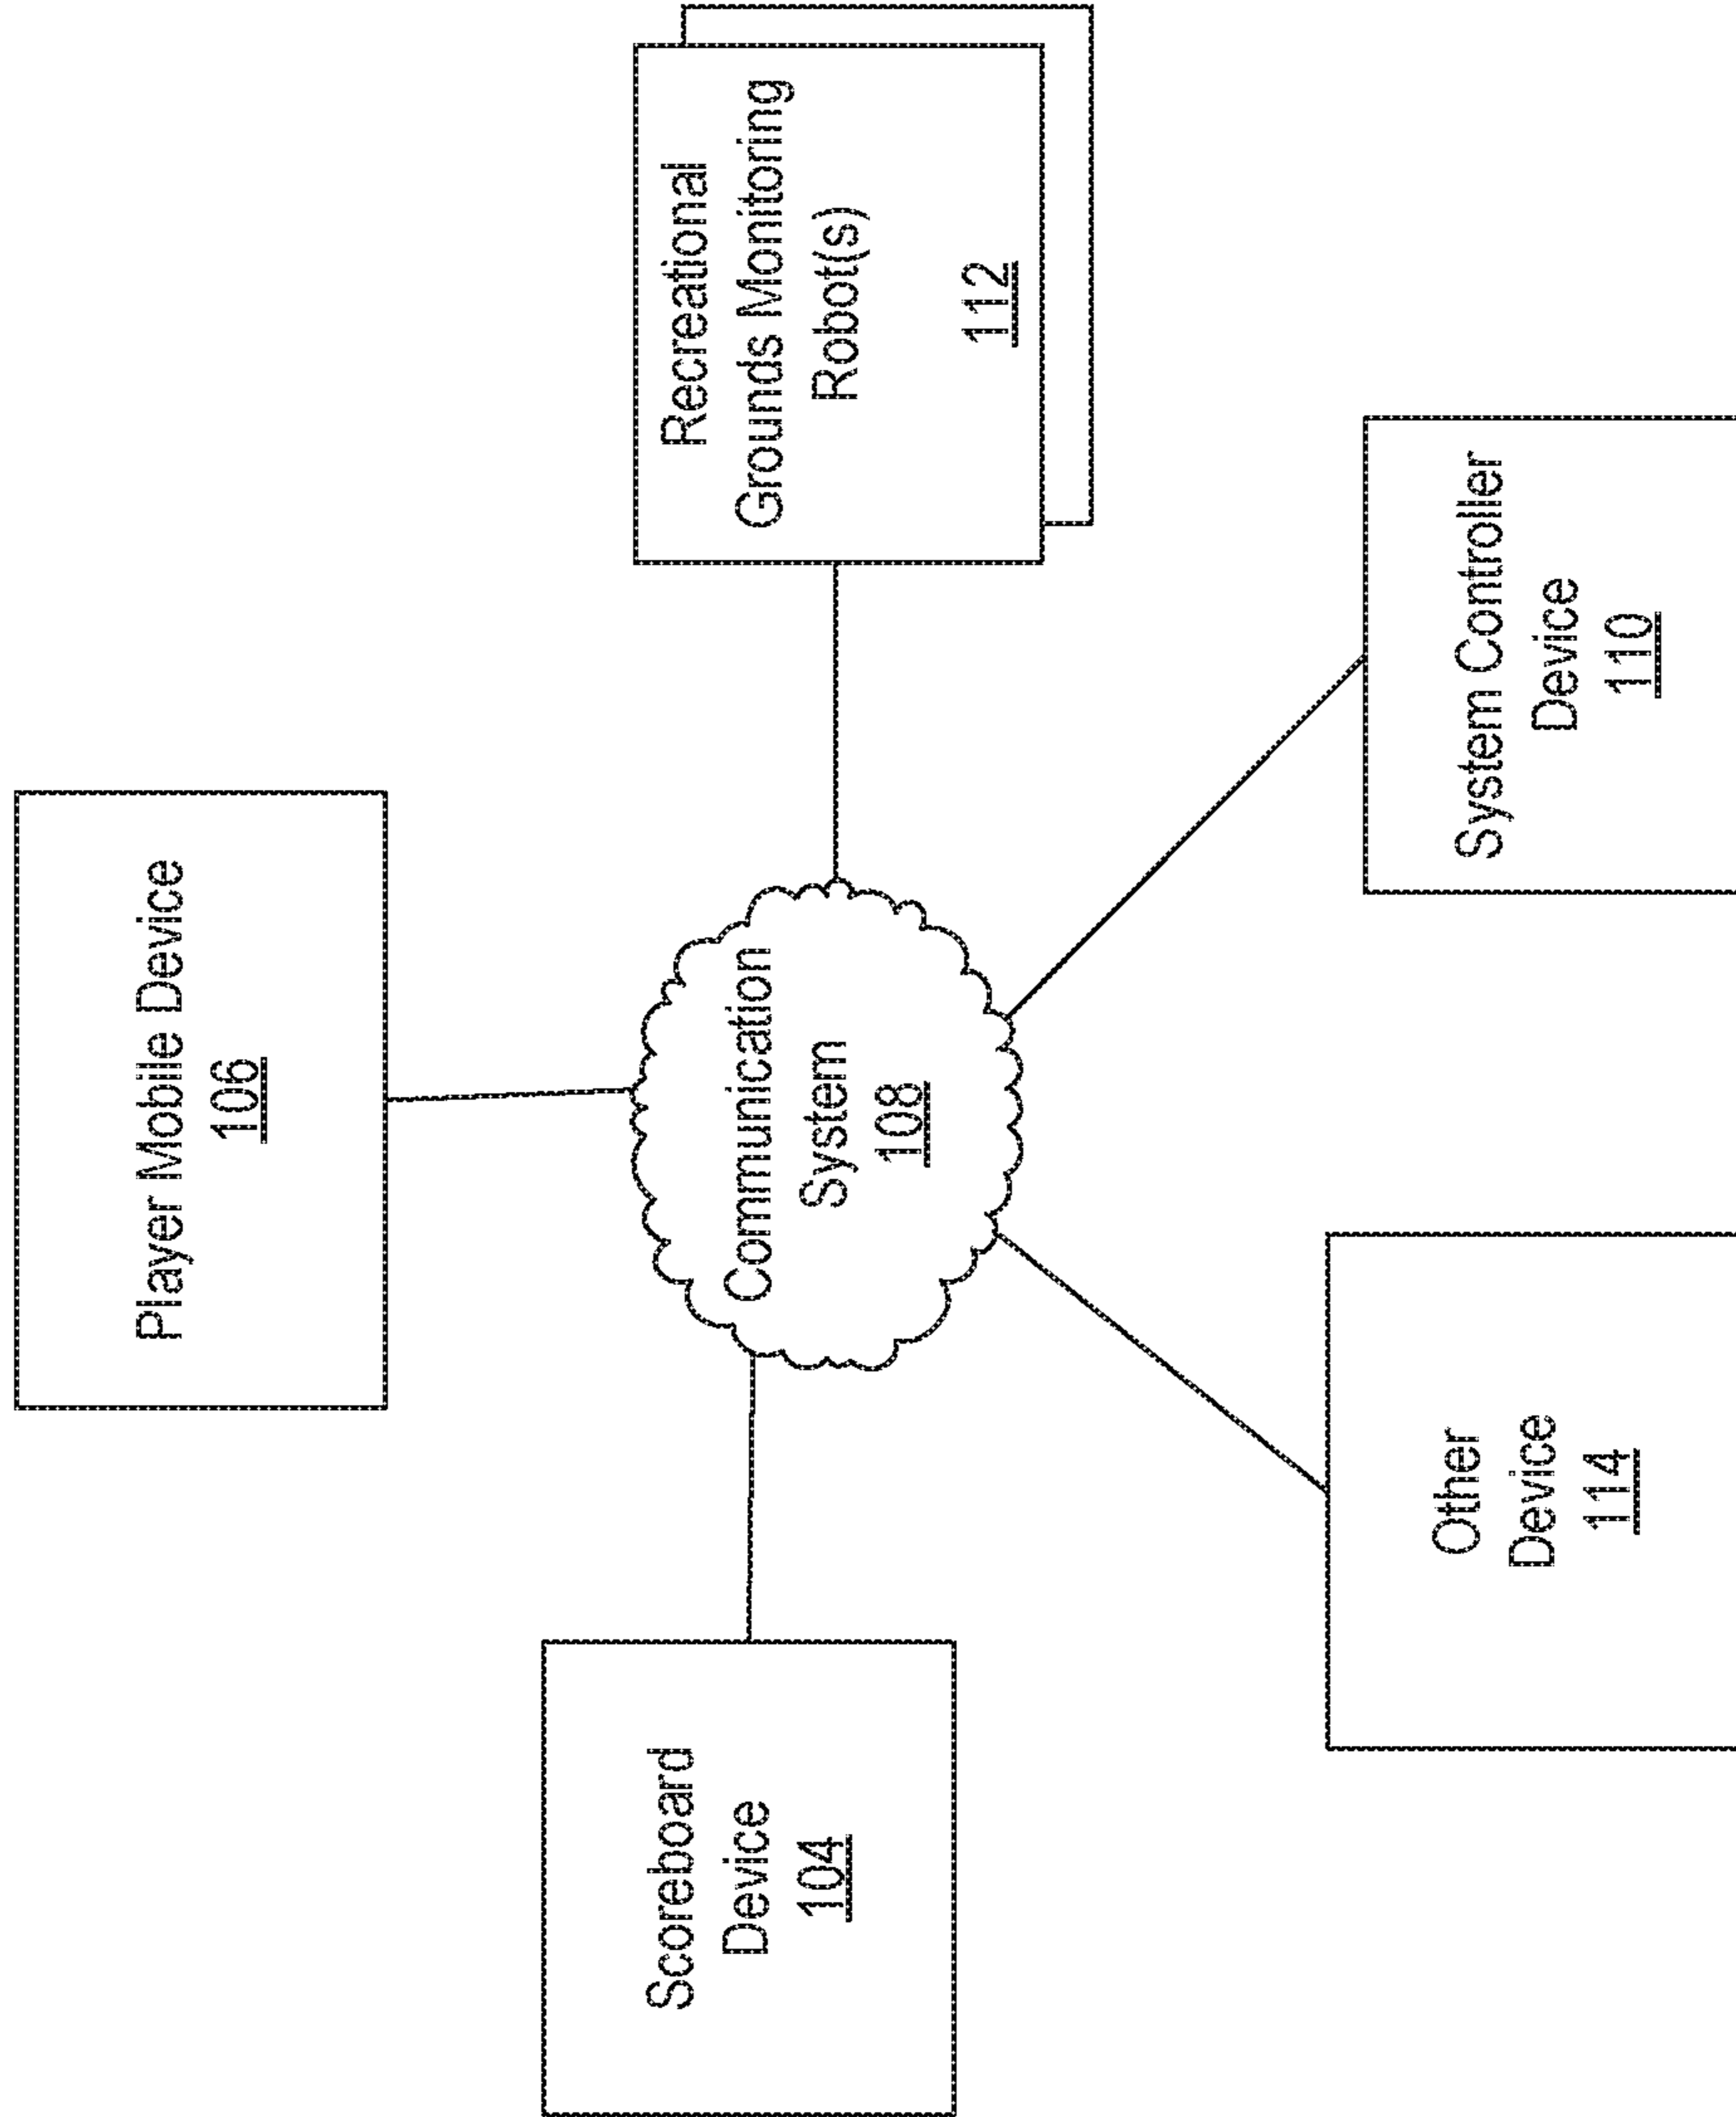 Player Mobile Device
106
Scoreboard
Device
104
Communication
System
108
Recreational
Grounds Monitoring
Robot(s)
112
Other
Device
114
System Controller
Device
110